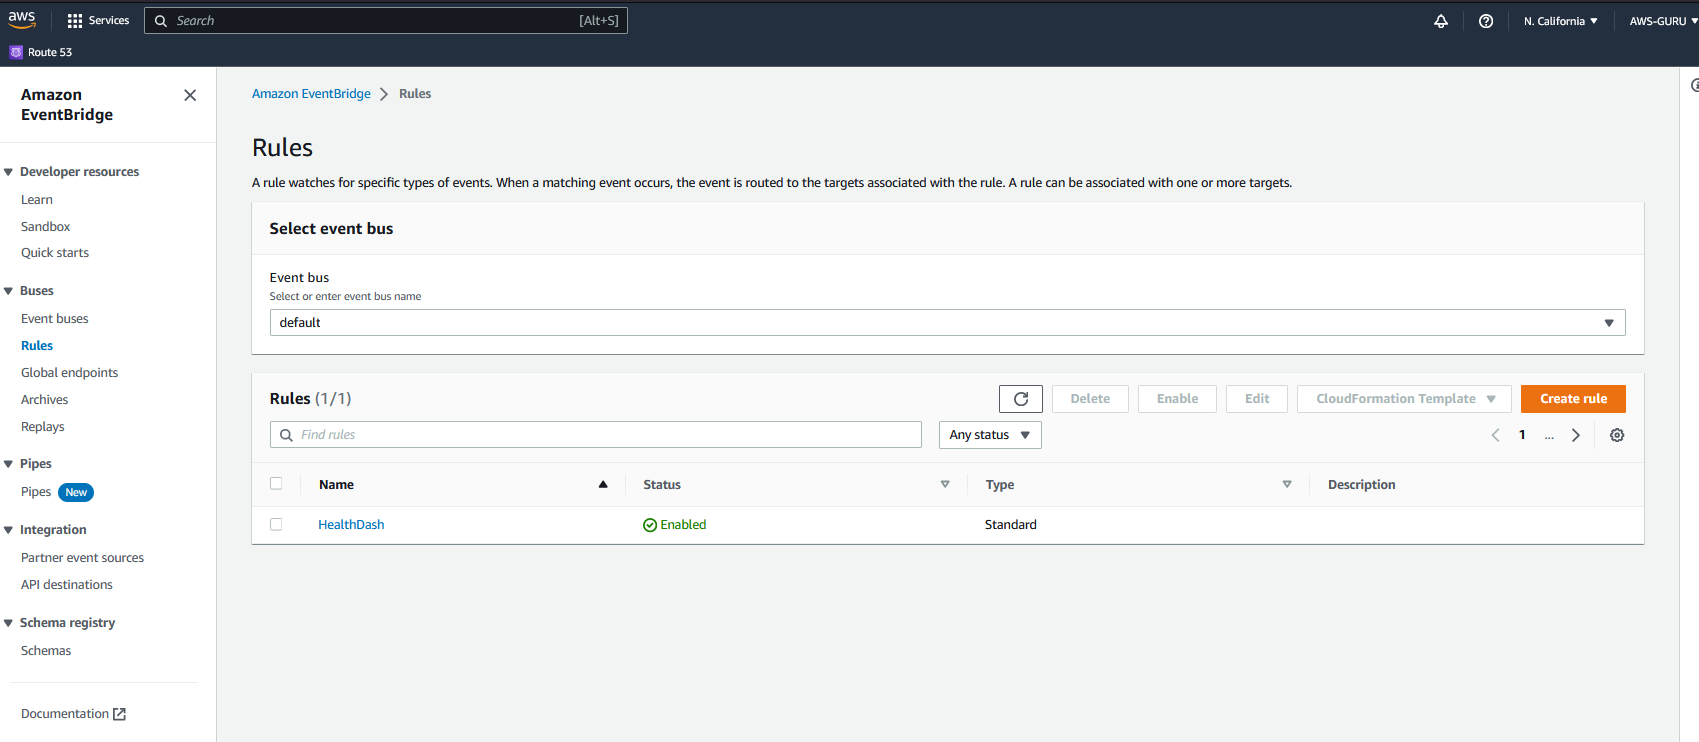 aws
Services
Search [Alt+S]
N. California
AWS-GURU
Route 53
Amazon EventBridge
Developer resources
Learn
Sandbox
Quick starts
Buses
Event buses
Rules
Global endpoints
Archives
Replays
Pipes
Pipes New
Integration
Partner event sources
API destinations
Schema registry
Schemas
Documentation
Amazon EventBridge > Rules
Rules
A rule watches for specific types of events. When a matching event occurs, the event is routed to the targets associated with the rule. A rule can be associated with one or more targets.
Select event bus
Event bus
Select or enter event bus name
default
Rules (1/1)
Delete
Enable
Edit
CloudFormation Template
Create rule
Find rules
Any status
1 ...
Name Status Type Description
HealthDash Enabled Standard